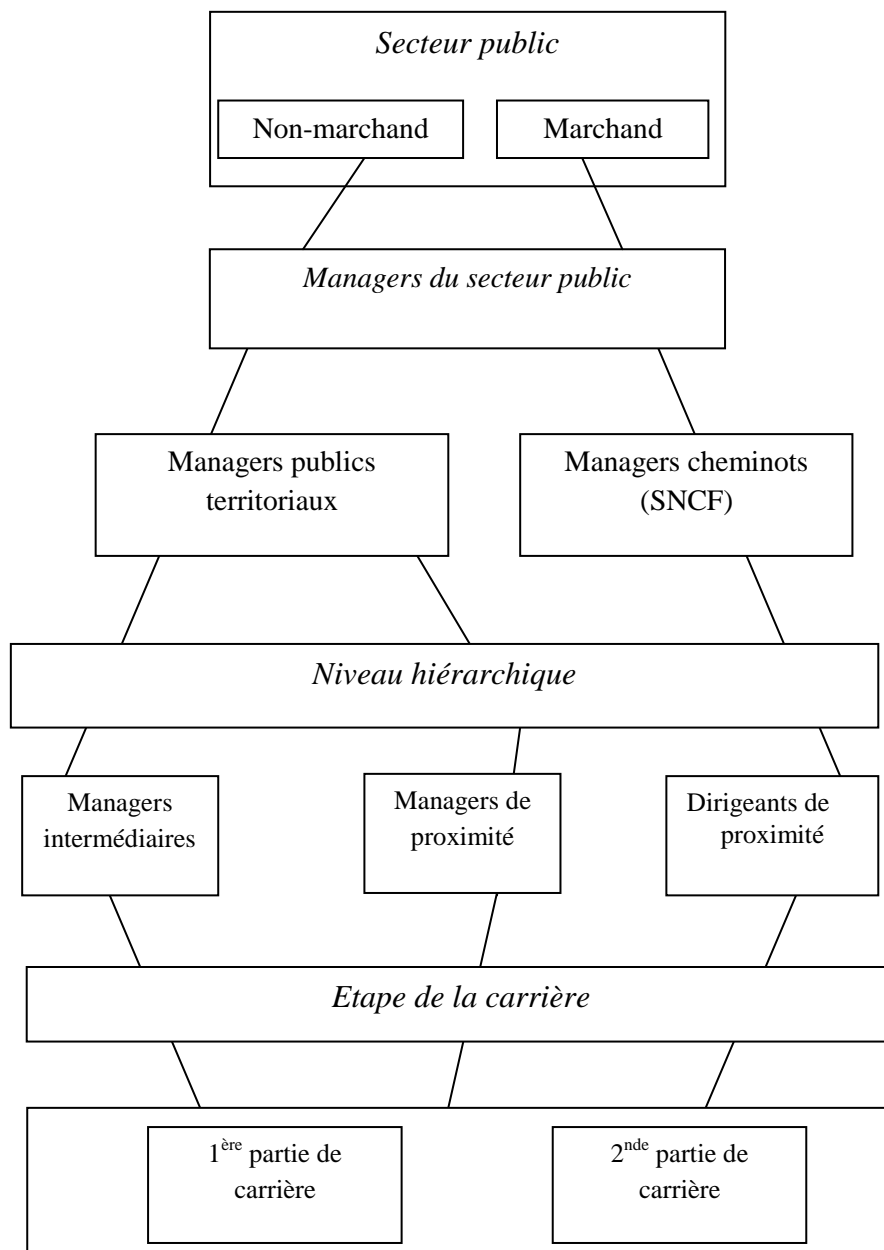 Secteur public
Non-marchand
Marchand
Managers du secteur public
Managers publics
territoriaux
Managers cheminots
(SNCF)
Niveau hiérarchique
Managers
intermédiaires
Managers de
proximité
Dirigeants de
proximité
Etape de la carrière
1ère partie de
carrière
2nde partie de
carrière